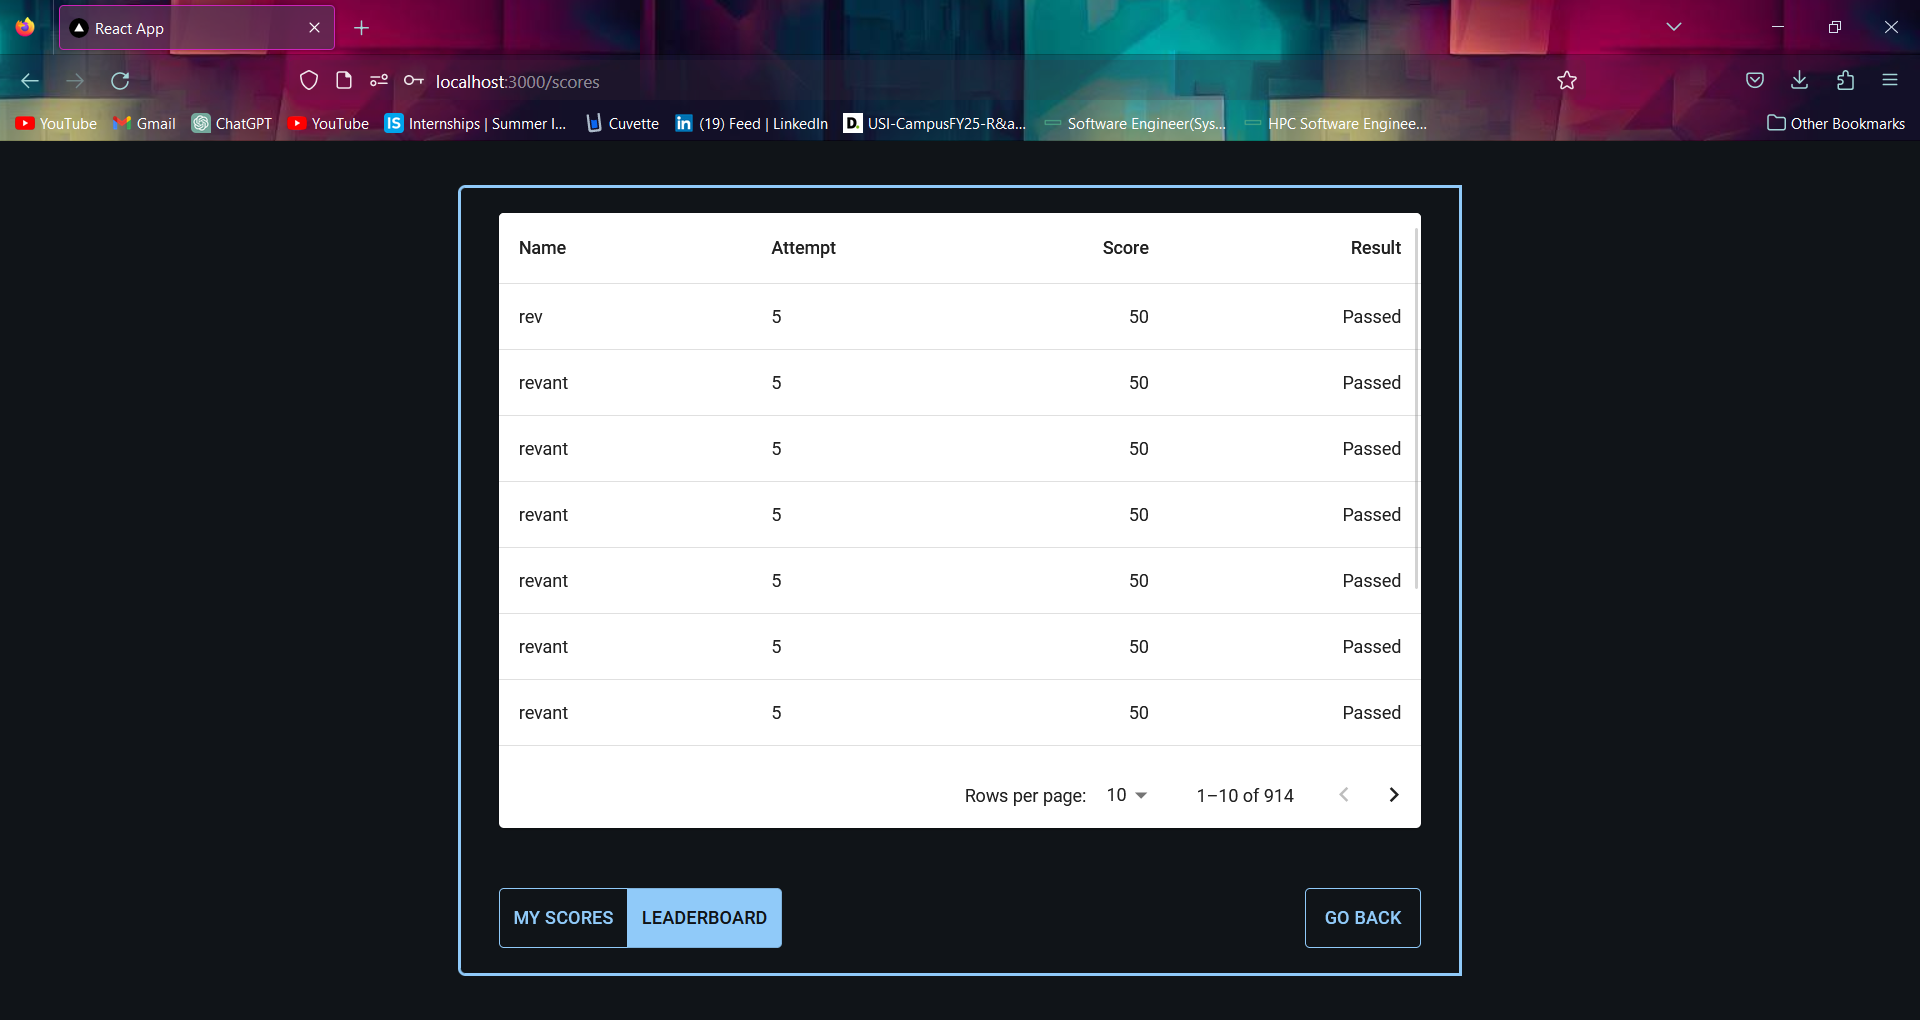 React App
localhost:3000/scores
YouTube Gmail ChatGPT YouTube IS Internships | Summer I... Cuvette in (19) Feed | LinkedIn D. USI-CampusFY25-R&a... Software Engineer(Sys... HPC Software Enginee... Other Bookmarks
Name Attempt Score Result
rev 5 50 Passed
revant 5 50 Passed
revant 5 50 Passed
revant 5 50 Passed
revant 5 50 Passed
revant 5 50 Passed
revant 5 50 Passed
Rows per page: 10 1–10 of 914
MY SCORES LEADERBOARD GO BACK